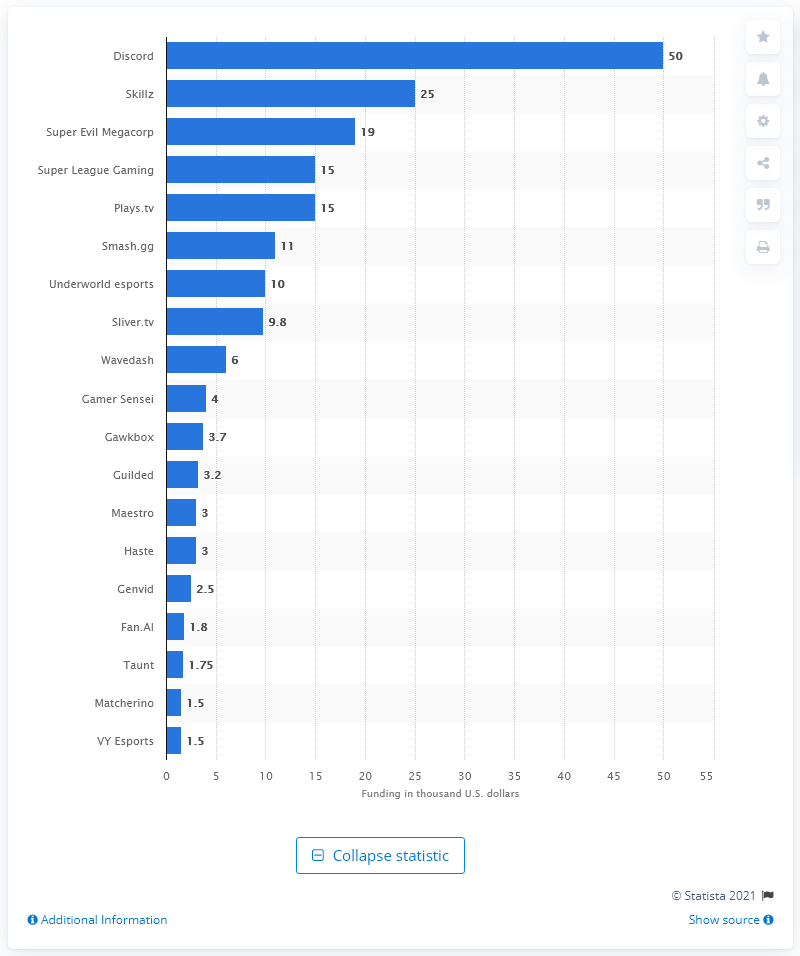 Discord 50
Skillz 25
Super Evil Megacorp 19
Super League Gaming 15
Plays.tv 15
Smash.gg 11
Underworld esports 10
Sliver.tv 9.8
Wavedash 6
Gamer Sensei 4
Gawkbox 3.7
Guilded 3.2
Maestro 3
Haste 3
Genvid 2.5
Fan.AI 1.8
Taunt 1.75
Matcherino 1.5
VY Esports 1.5
0 5 10 15 20 25 30 35 40 45 50 55
Funding in thousand U.S. dollars
Collapse statistic
© Statista 2021
Additional Information Show source